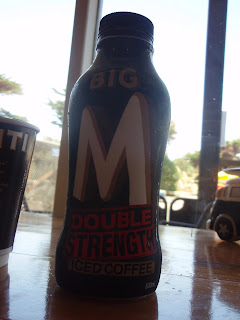 BIG
M
DOUBLE
STRENGTH
ICED COFFEE